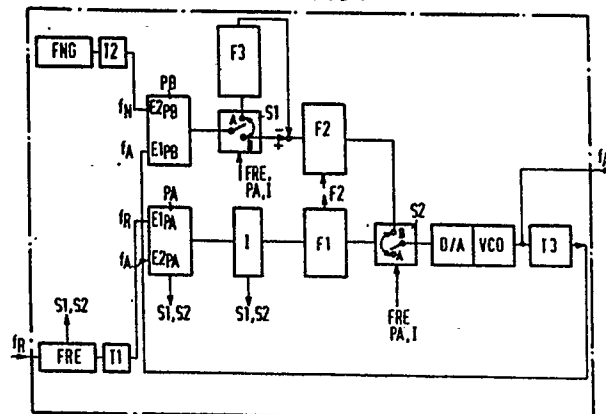 FNG
T2
F3
PB
fN
E2PB
A
S1
B
+
F2
fA
E1PB
FRE,
PA,I
fA
PA
F2
S2
fR
E1PA
I
F1
B
D/A
VCO
T3
fA
E2PA
A
S1,S2
S1,S2
S1,S2
FRE
PA,I
fR
FRE
T1